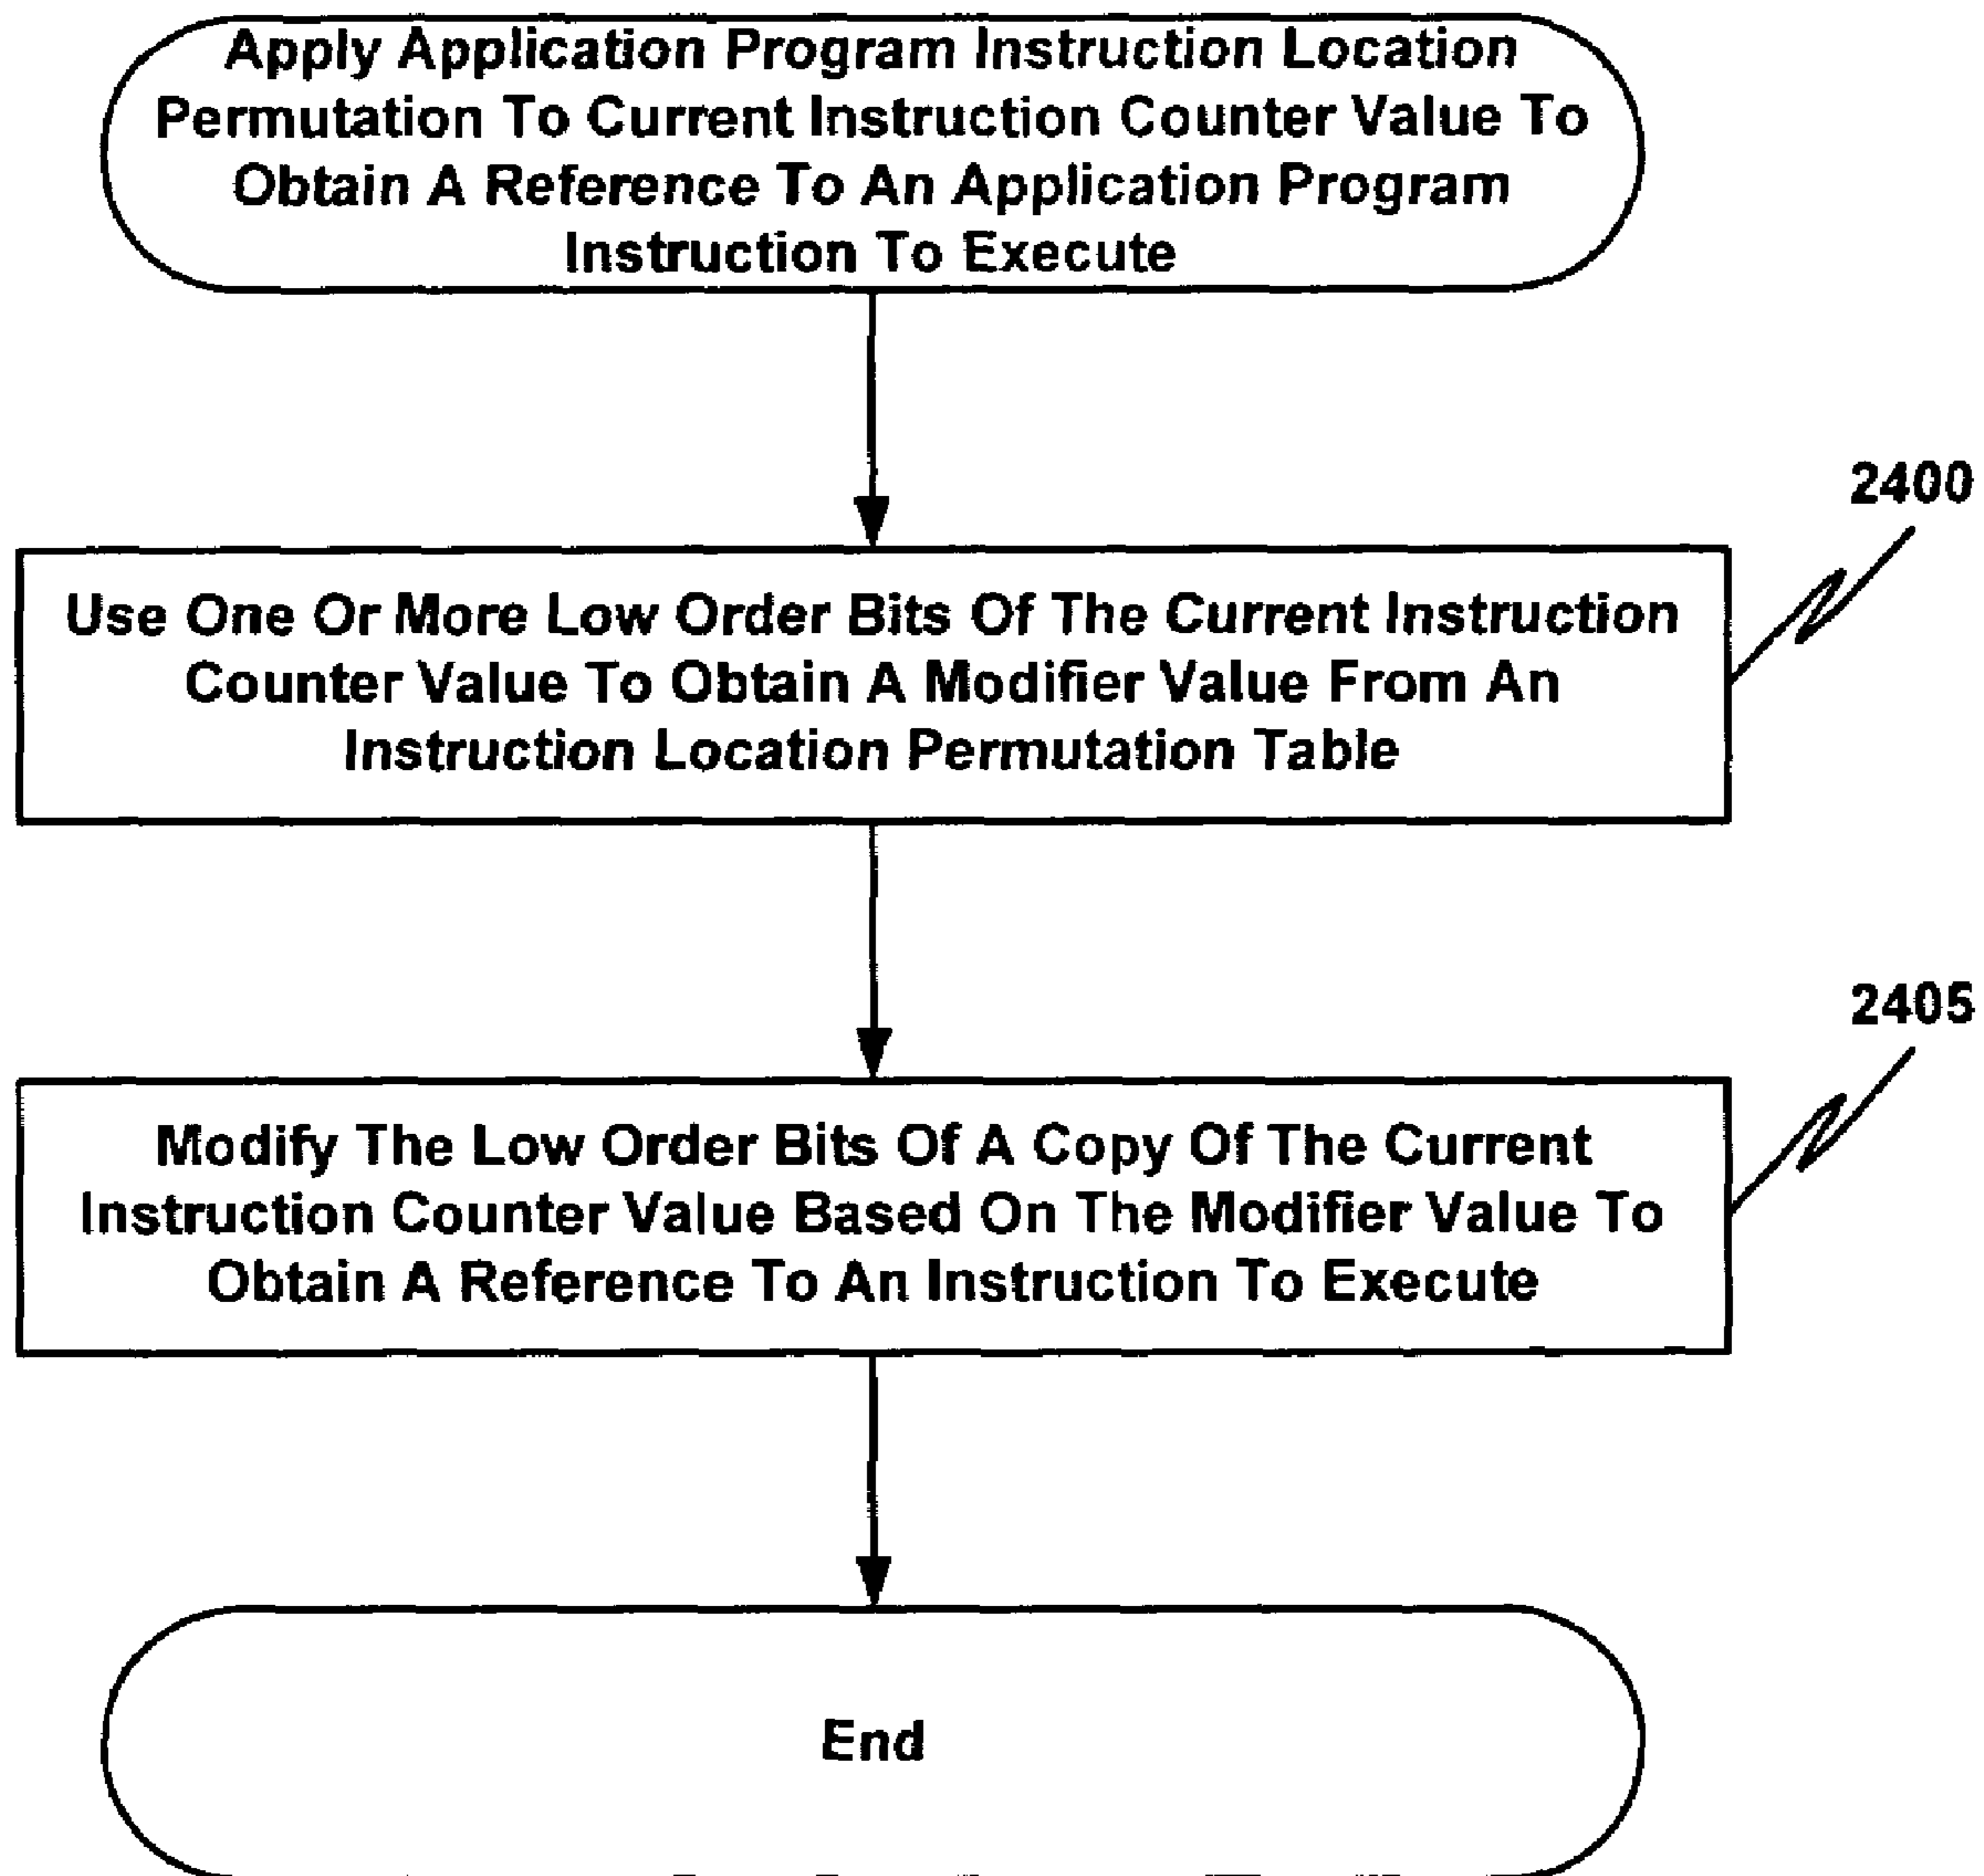 Apply Application Program Instruction Location
Permutation To Current Instruction Counter Value To
Obtain A Reference To An Application Program
Instruction To Execute
2400
Use One Or More Low Order Bits Of The Current Instruction
Counter Value To Obtain A Modifier Value From An
Instruction Location Permutation Table
2405
Modify The Low Order Bits Of A Copy Of The Current
Instruction Counter Value Based On The Modifier Value To
Obtain A Reference To An Instruction To Execute
End